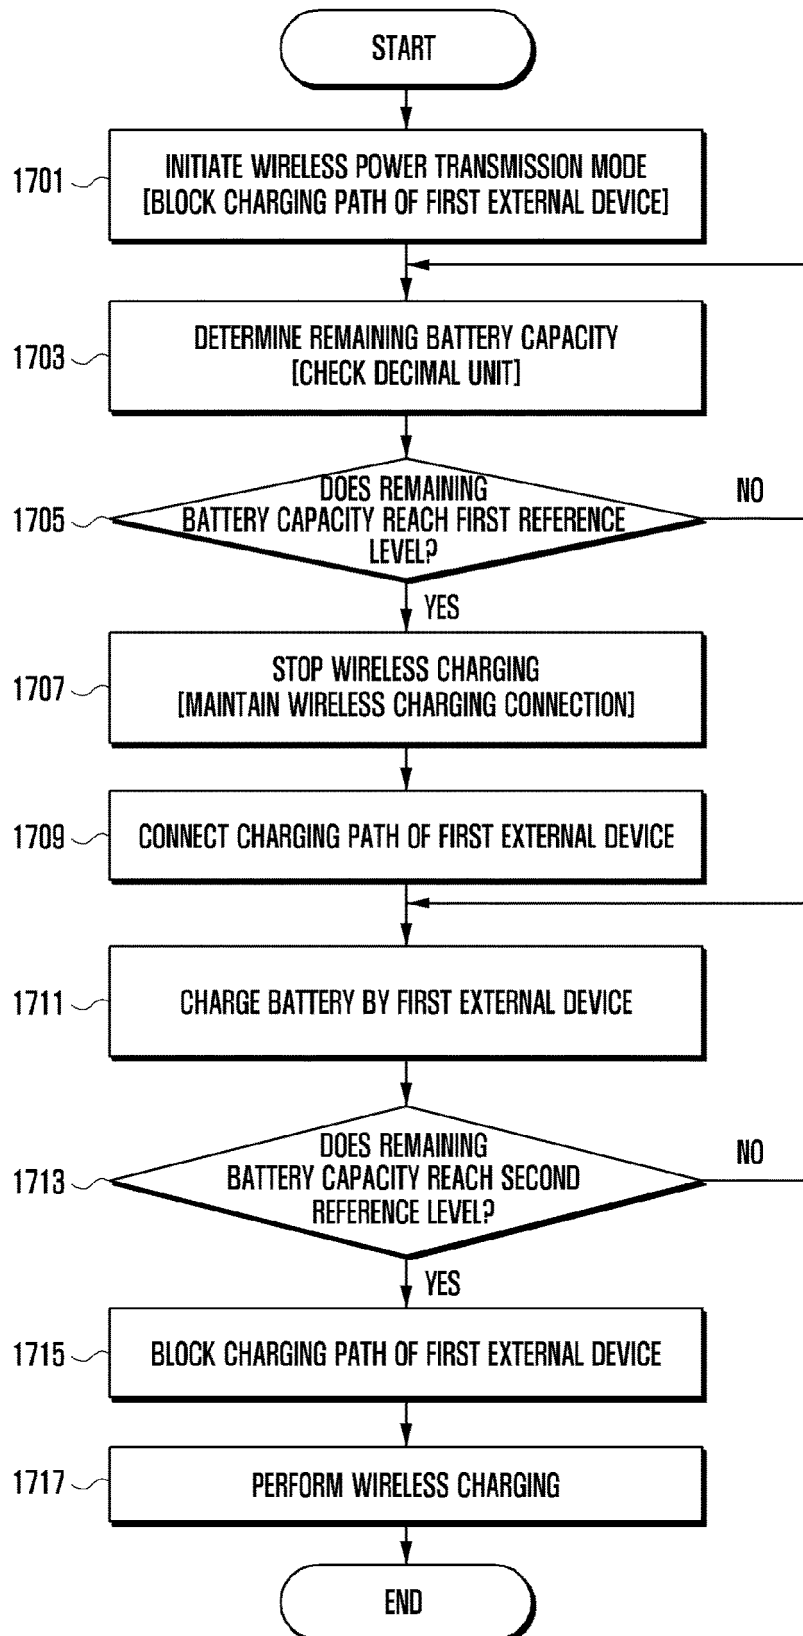 START
1701
INITIATE WIRELESS POWER TRANSMISSION MODE
[BLOCK CHARGING PATH OF FIRST EXTERNAL DEVICE]
1703
DETERMINE REMAINING BATTERY CAPACITY
[CHECK DECIMAL UNIT]
1705
DOES REMAINING
BATTERY CAPACITY REACH FIRST REFERENCE
LEVEL?
NO
YES
1707
STOP WIRELESS CHARGING
[MAINTAIN WIRELESS CHARGING CONNECTION]
1709
CONNECT CHARGING PATH OF FIRST EXTERNAL DEVICE
1711
CHARGE BATTERY BY FIRST EXTERNAL DEVICE
1713
DOES REMAINING
BATTERY CAPACITY REACH SECOND
REFERENCE LEVEL?
NO
YES
1715
BLOCK CHARGING PATH OF FIRST EXTERNAL DEVICE
1717
PERFORM WIRELESS CHARGING
END